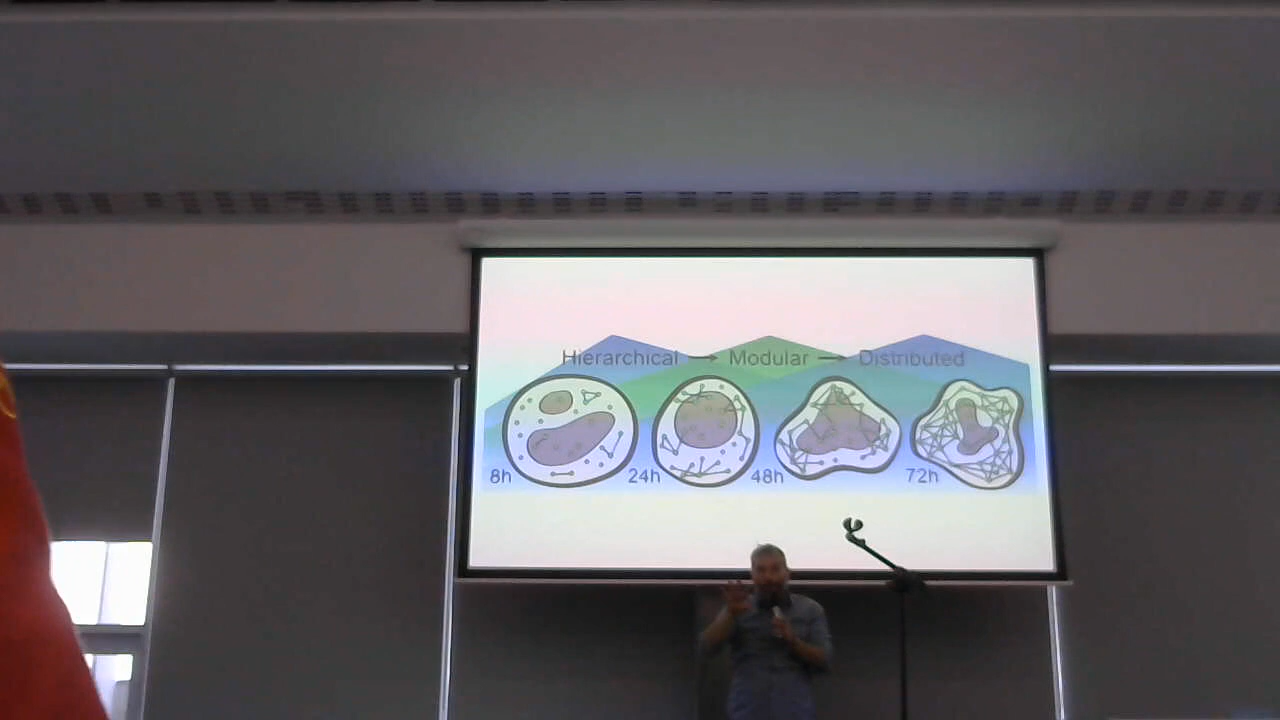 Hierarchical → Modular → Distributed
8h 24h 48h 72h